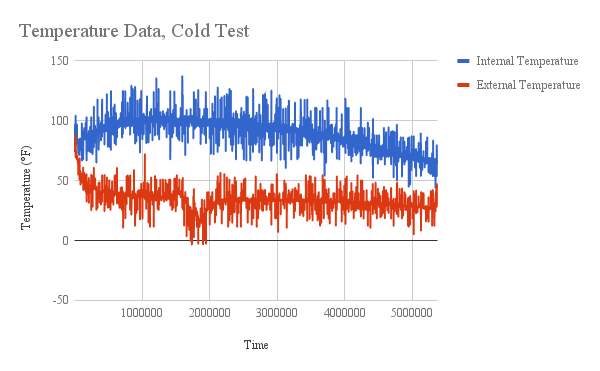 Temperature Data, Cold Test
Internal Temperature
External Temperature
Temperature (°F)
150
100
50
0
-50
1000000 2000000 3000000 4000000 5000000
Time